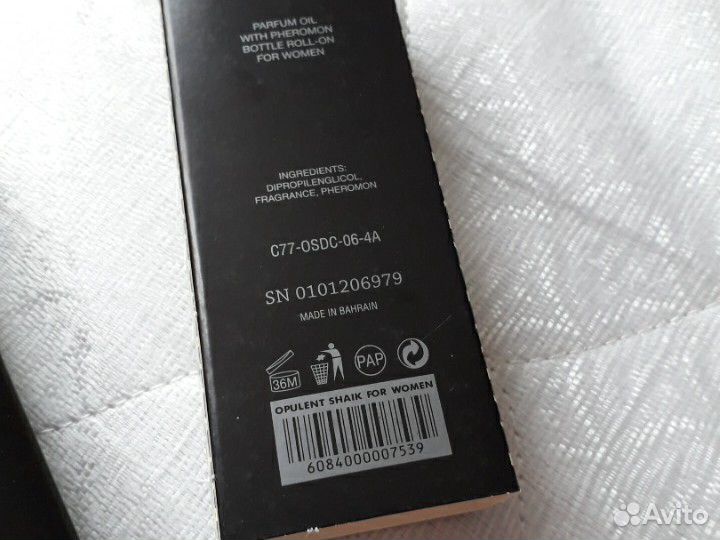 PARFUM OIL
WITH PHEROMON
BOTTLE ROLL-ON
FOR WOMEN
INGREDIENTS:
DIPROPILENGLICOL,
FRAGRANCE, PHEROMON
C77-OSDC-06-4A
SN 0101206979
MADE IN BAHRAIN
36M
PAP
OPULENT SHAIK FOR WOMEN
6084000007539
Avito